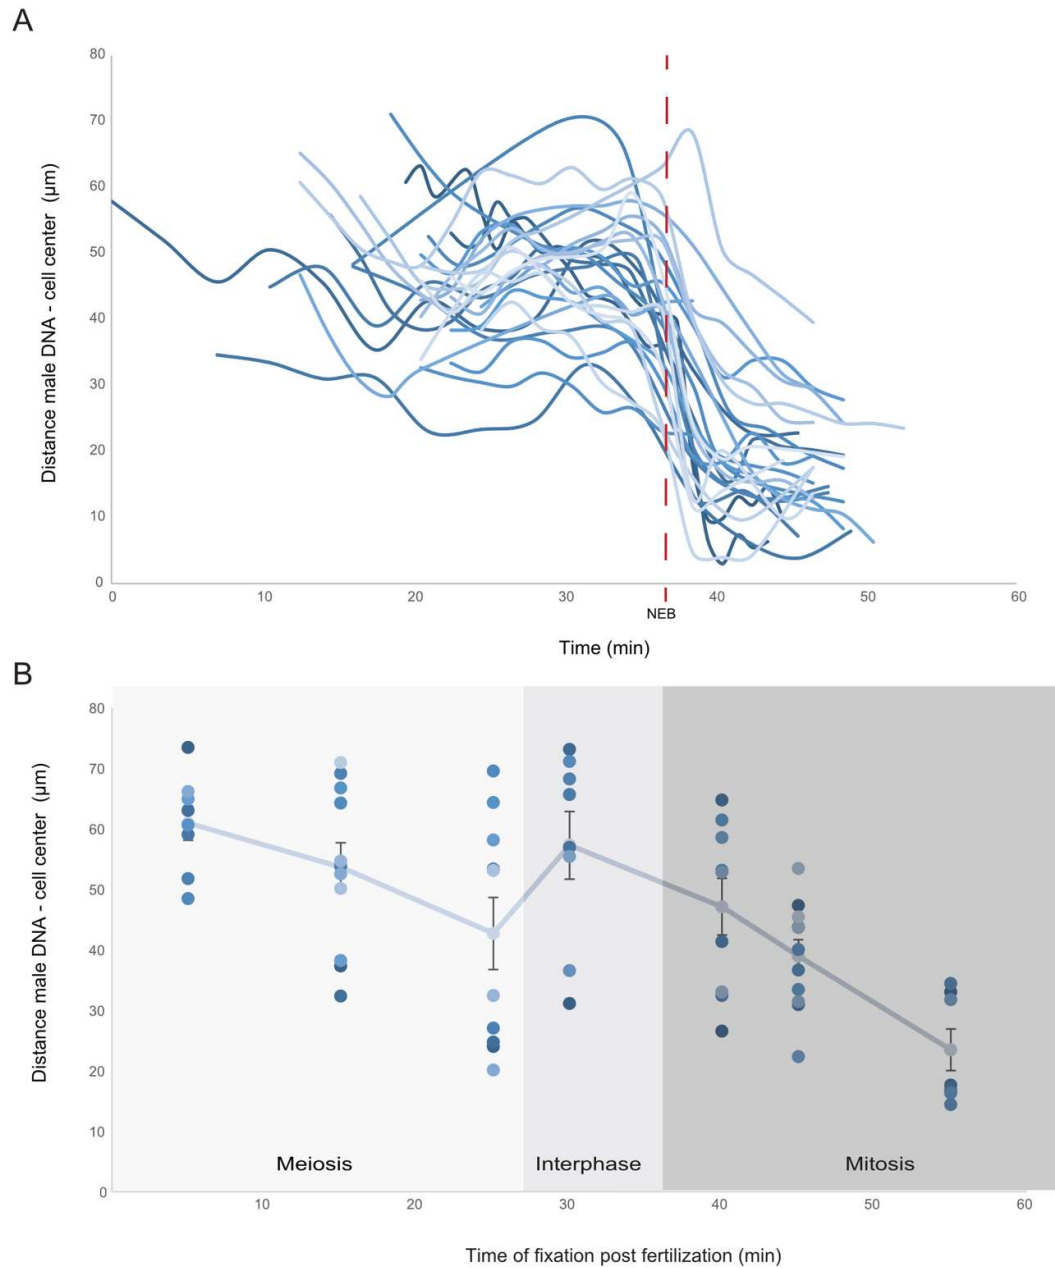 A
80
70
60
50
40
30
20
10
0
Distance male DNA - cell center (µm)
0 10 20 30 40 50 60
NEB
Time (min)
B
80
70
60
50
40
30
20
10
0
Distance male DNA - cell center (µm)
Meiosis Interphase Mitosis
10 20 30 40 50 60
Time of fixation post fertilization (min)